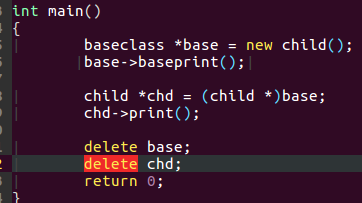 int main()
{
baseclass *base = new child();
base->baseprint();
child *chd = (child *)base;
chd->print();
delete base;
delete chd;
return 0;
}